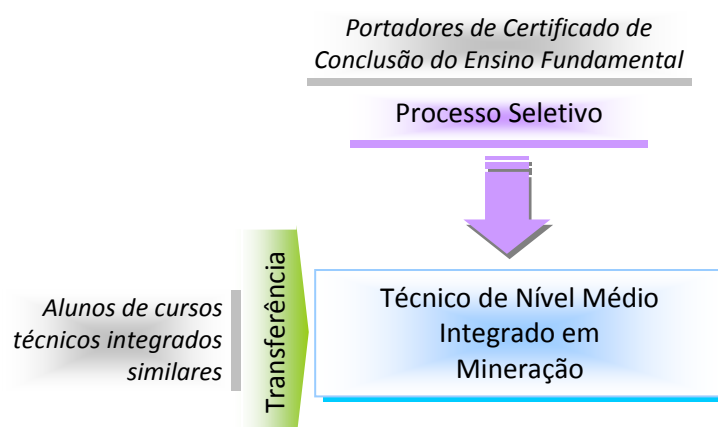 Portadores de Certificado de
Conclusão do Ensino Fundamental
Processo Seletivo
Transferência
Alunos de cursos
técnicos integrados
similares
Técnico de Nível Médio
Integrado em
Mineração